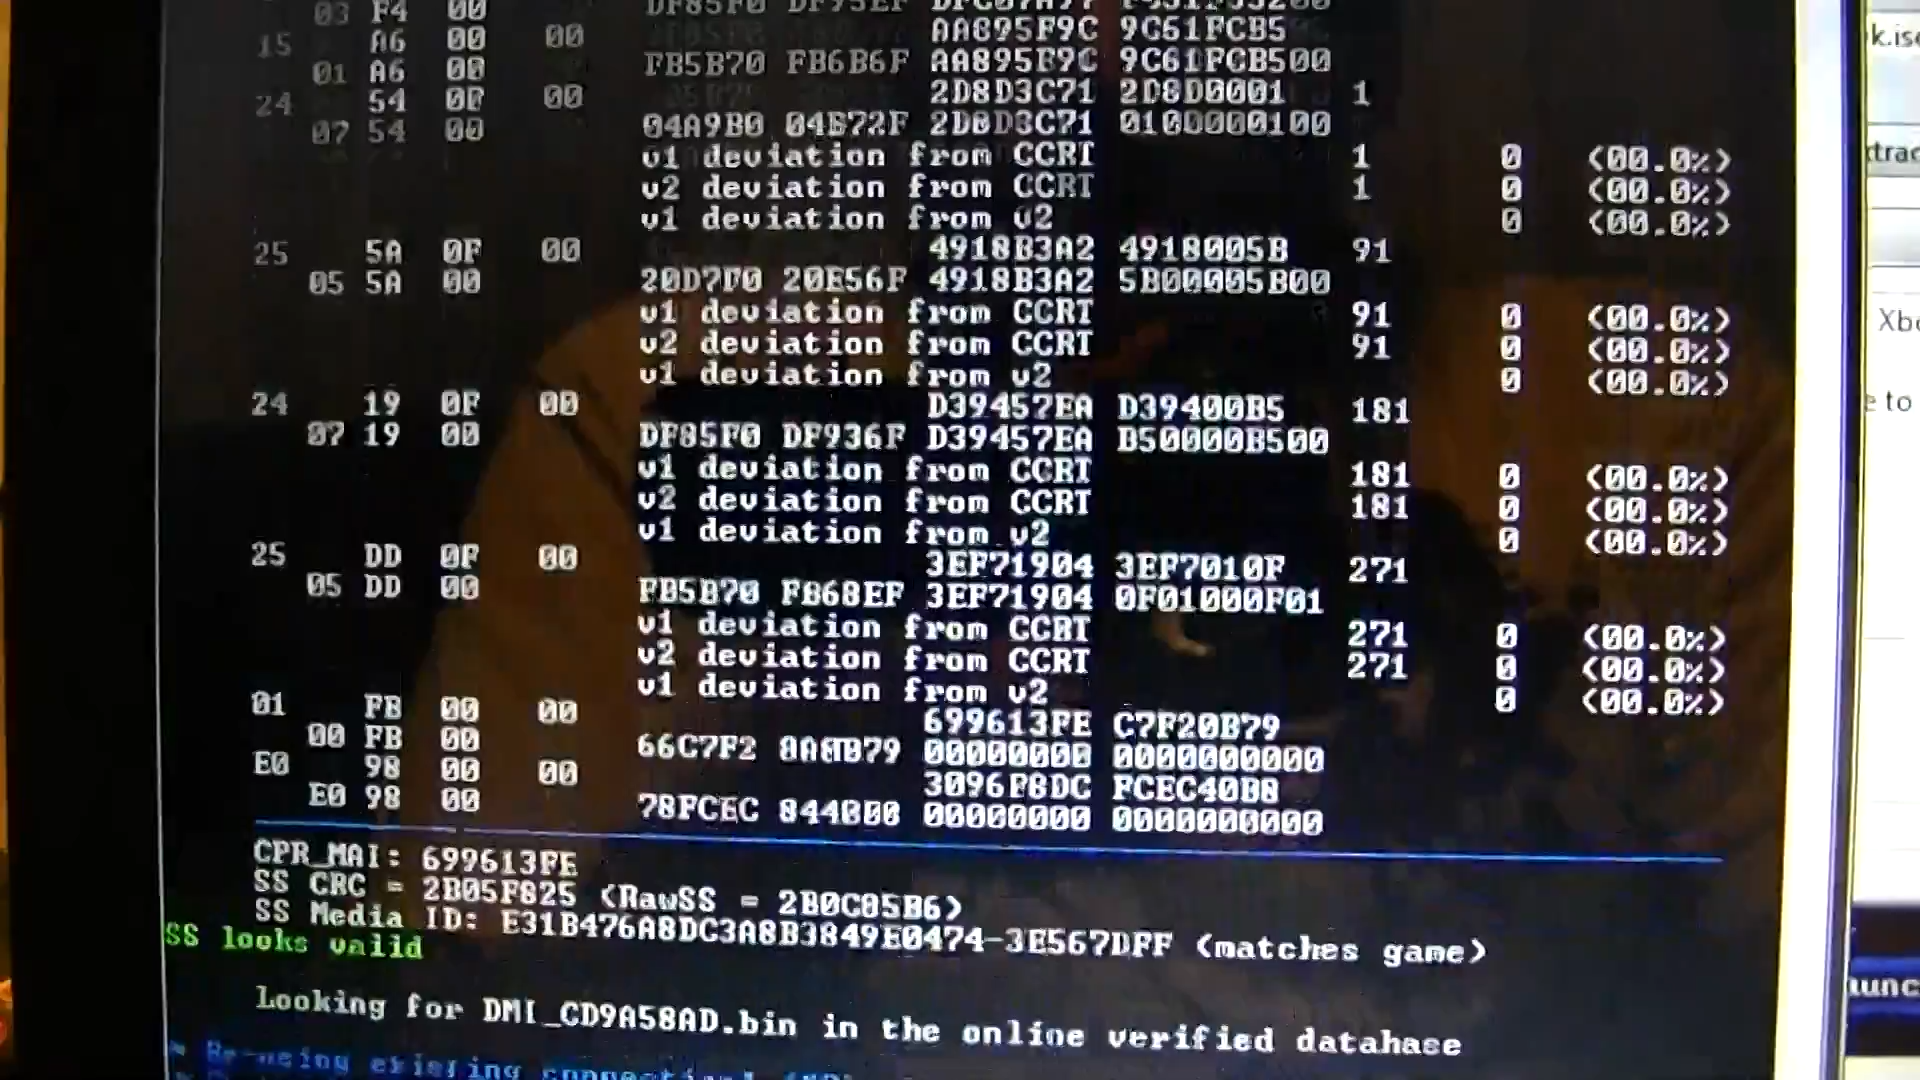 03 F4 00
15 A6 00 00 AA895F9C 9C61FCB5
01 A6 00 FB5B70 FB6B6F AA895F9C 9C61FCB500
24 54 0F 00 2D8D3C71 2D8D0001 1
07 54 00 04A9B0 04B72F 2D8D3C71 0100000100
v1 deviation from CCRT 1 0 (00.0%)
v2 deviation from CCRT 1 0 (00.0%)
v1 deviation from v2 0 (00.0%)
25 5A 0F 00 4918B3A2 4918005B 91
05 5A 00 20D7F0 20E56F 4918B3A2 5B00005B00
v1 deviation from CCRT 91 0 (00.0%)
v2 deviation from CCRT 91 0 (00.0%)
v1 deviation from v2 0 (00.0%)
24 19 0F 00 D39457EA D39400B5 181
07 19 00 DF85F0 DF936F D39457EA B50000B500
v1 deviation from CCRT 181 0 (00.0%)
v2 deviation from CCRT 181 0 (00.0%)
v1 deviation from v2 0 (00.0%)
25 DD 0F 00 3EF71904 3EF7010F 271
05 DD 00 FB5B70 FB68EF 3EF71904 0F01000F01
v1 deviation from CCRT 271 0 (00.0%)
v2 deviation from CCRT 271 0 (00.0%)
v1 deviation from v2 0 (00.0%)
01 FB 00 00 699613FE C7F20B79
00 FB 00 66C7F2 8A8B79 00000000 0000000000
E0 98 00 00 3096F8DC FCEC40B8
E0 98 00 78FCEC 00000000 0000000000
CPR_MAI: 699613FE
SS CRC = 2B05F825 (RawSS = 2B0C85B6)
SS Media ID: E31B476A8DC3A8B3849E0474-3E567DFF (matches game)
SS looks valid
Looking for DMI_CD9A58AD.bin in the online verified database
k.iso
Xb
e to